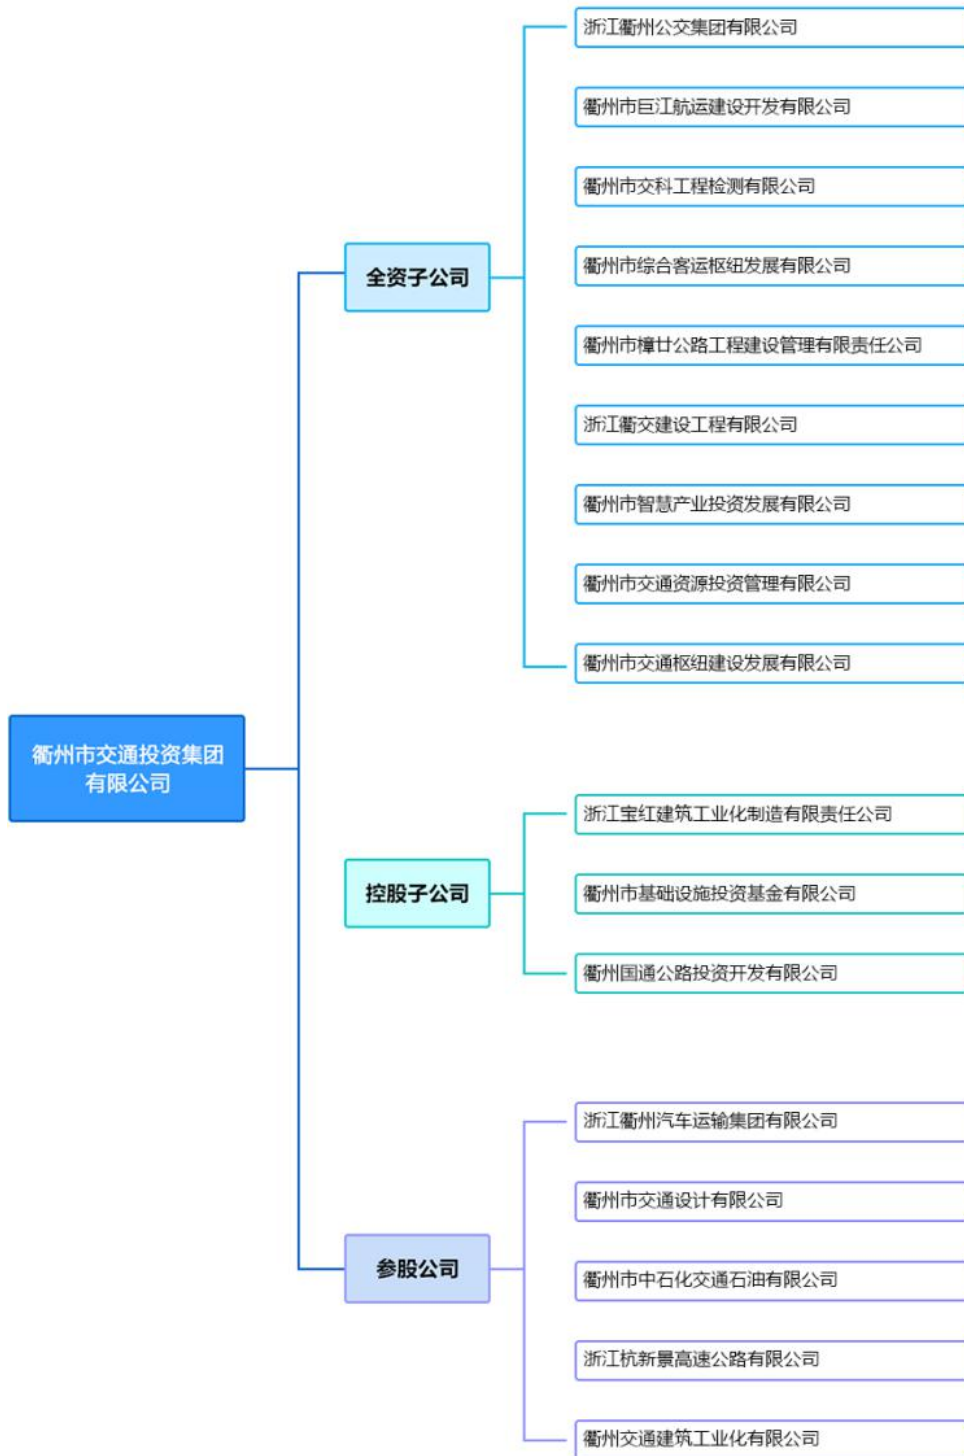 衢州市交通投资集团
有限公司
全资子公司
浙江衢州公交集团有限公司
衢州市巨江航运建设开发有限公司
衢州市交科工程检测有限公司
衢州市综合客运枢纽发展有限公司
衢州市樟廿公路工程建设管理有限责任公司
浙江衢交建设工程有限公司
衢州市智慧产业投资发展有限公司
衢州市交通资源投资管理有限公司
衢州市交通枢纽建设发展有限公司
控股子公司
浙江宝红建筑工业化制造有限责任公司
衢州市基础设施投资基金有限公司
衢州国通公路投资开发有限公司
参股公司
浙江衢州汽车运输集团有限公司
衢州市交通设计有限公司
衢州市中石化交通石油有限公司
浙江杭新景高速公路有限公司
衢州交通建筑工业化有限公司